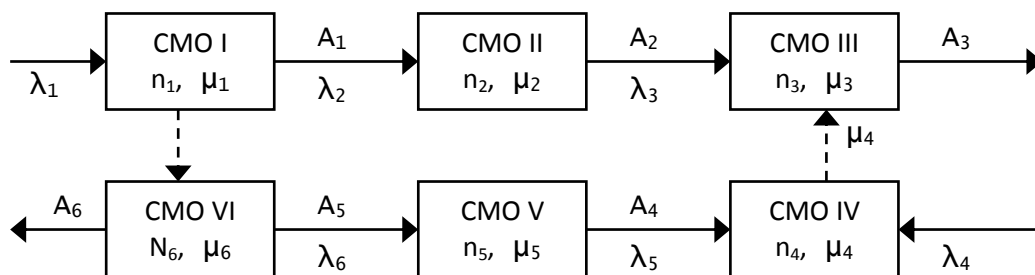 CMO I
n₁, μ₁
A₁
CMO II
n₂, μ₂
A₂
CMO III
n₃, μ₃
A₃
λ₁
λ₂
λ₃
μ₄
A₆
CMO VI
N₆, μ₆
A₅
CMO V
n₅, μ₅
A₄
CMO IV
n₄, μ₄
λ₆
λ₅
λ₄